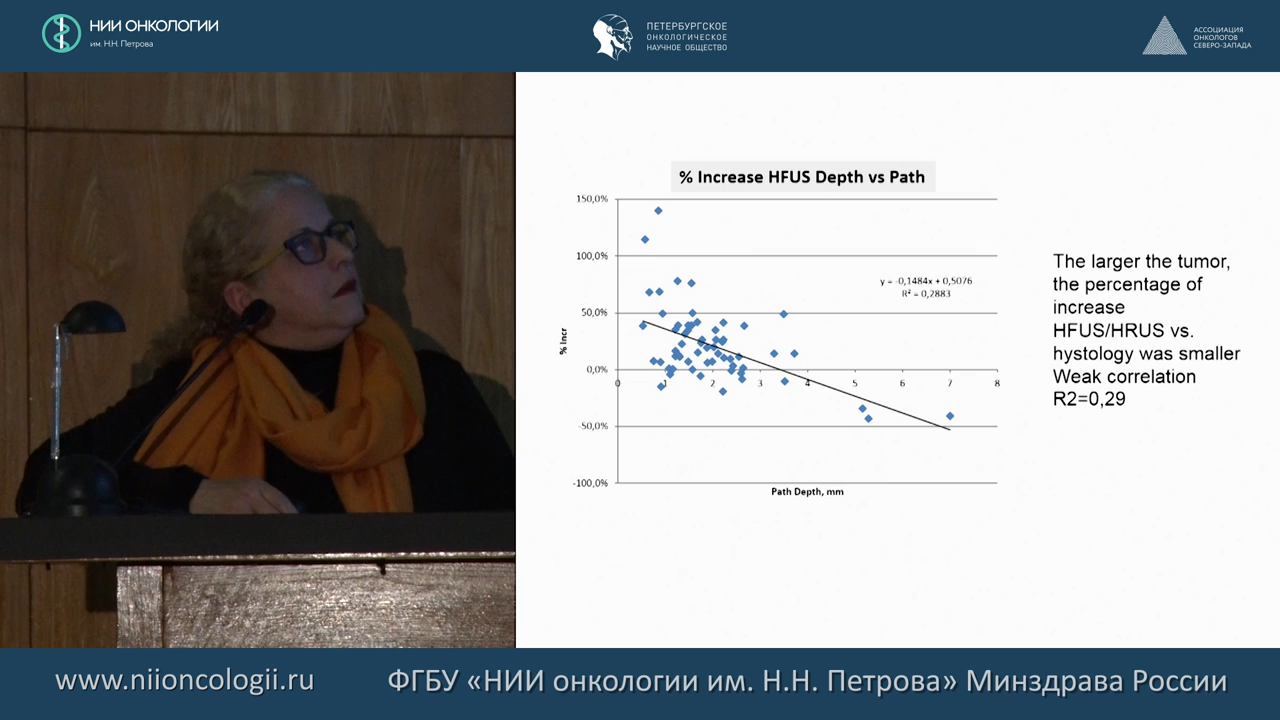 НИИ ОНКОЛОГИИ
им. Н.Н. Петрова
ПЕТЕРБУРГСКОЕ
ОНКОЛОГИЧЕСКОЕ
НАУЧНОЕ ОБЩЕСТВО
АССОЦИАЦИЯ
ОНКОЛОГОВ
СЕВЕРО-ЗАПАДА
% Increase HFUS Depth vs Path
150,0%
100,0%
50,0%
0,0%
-50,0%
-100,0%
% Incr
y = -0,1484x + 0,5076
R² = 0,2883
0 1 2 3 4 5 6 7 8
Path Depth, mm
The larger the tumor,
the percentage of
increase
HFUS/HRUS vs.
hystology was smaller
Weak correlation
R2=0,29
www.niioncologii.ru
ФГБУ «НИИ онкологии им. Н.Н. Петрова» Минздрава России